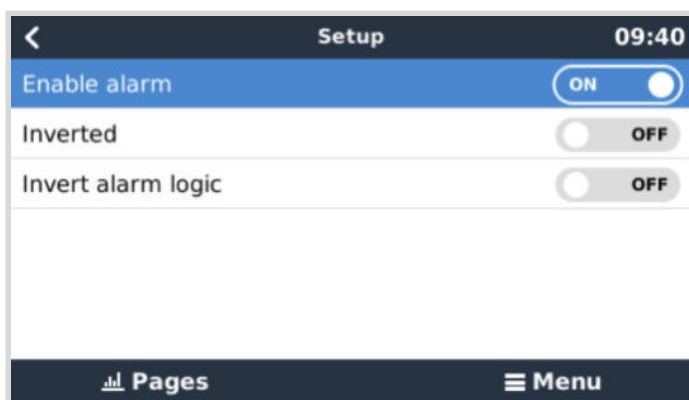 Setup 09:40
Enable alarm ON
Inverted OFF
Invert alarm logic OFF
Pages Menu